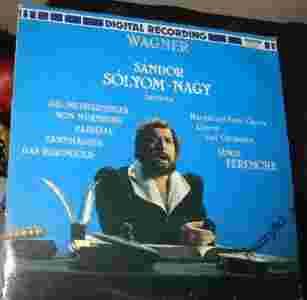 DIGITAL RECORDING
WAGNER
SÁNDOR
SÓLYOM-NAGY
baritone
DIE MEISTERSINGER
VON NÜRNBERG
PARSIFAL
TANNHÄUSER
DAS RHEINGOLD
Hungarian State Opera
Chorus
and Orchestra
JÁNOS
FERENCSIK